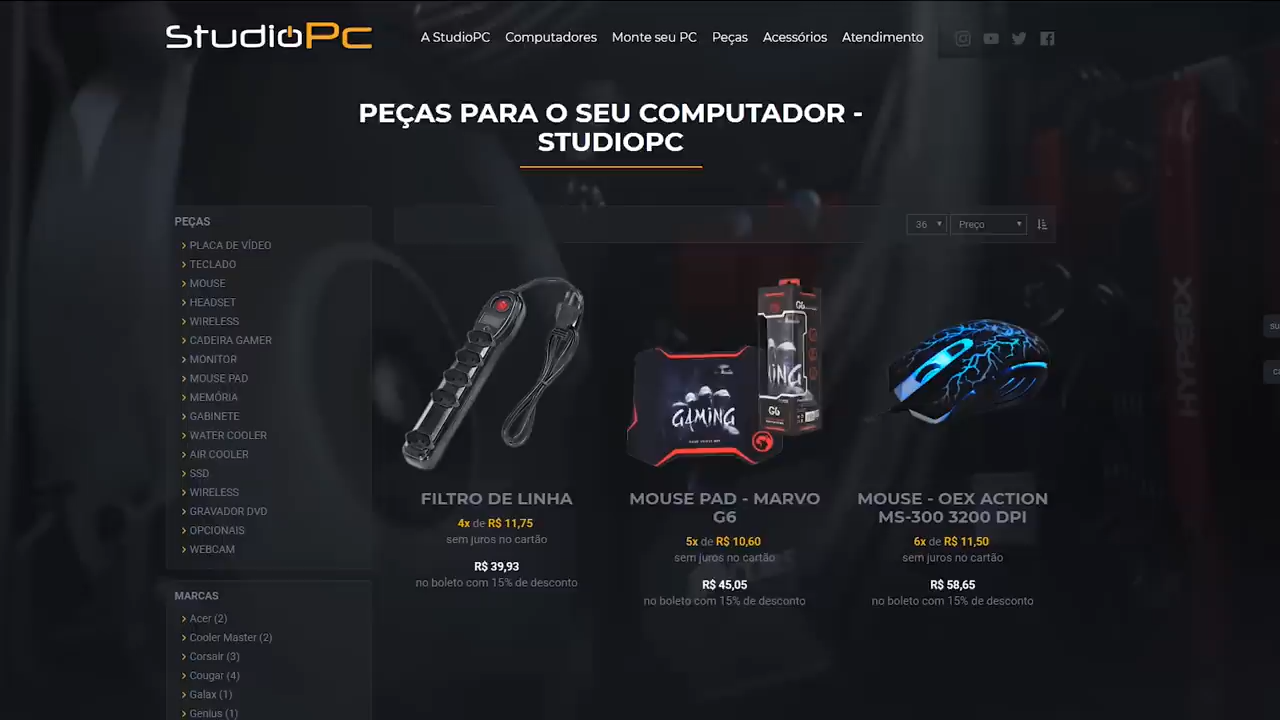 StudioPc
A StudioPC Computadores Monte seu PC Peças Acessórios Atendimento
PEÇAS PARA O SEU COMPUTADOR -
STUDIOPC
PEÇAS
PLACA DE VÍDEO
TECLADO
MOUSE
HEADSET
WIRELESS
CADEIRA GAMER
MONITOR
MOUSE PAD
MEMÓRIA
GABINETE
WATER COOLER
AIR COOLER
SSD
WIRELESS
GRAVADOR DVD
OPCIONAIS
WEBCAM
MARCAS
Acer (2)
Cooler Master (2)
Corsair (3)
Cougar (4)
Galax (1)
Genius (1)
36 Preço
GAMING
G6
FILTRO DE LINHA
4x de R$ 11,75
sem juros no cartão
R$ 39,93
no boleto com 15% de desconto
MOUSE PAD - MARVO
G6
5x de R$ 10,60
sem juros no cartão
R$ 45,05
no boleto com 15% de desconto
MOUSE - OEX ACTION
MS-300 3200 DPI
6x de R$ 11,50
sem juros no cartão
R$ 58,65
no boleto com 15% de desconto
HYPERX